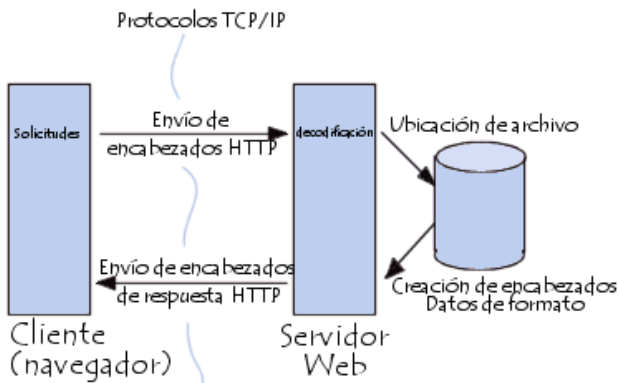 Protocolos TCP/IP
Solicitudes
Envío de
encabezados HTTP
decodificación
Ubicación de archivo
Envío de encabezados
de respuesta HTTP
Creación de encabezados
Datos de formato
Cliente
(navegador)
Servidor
Web